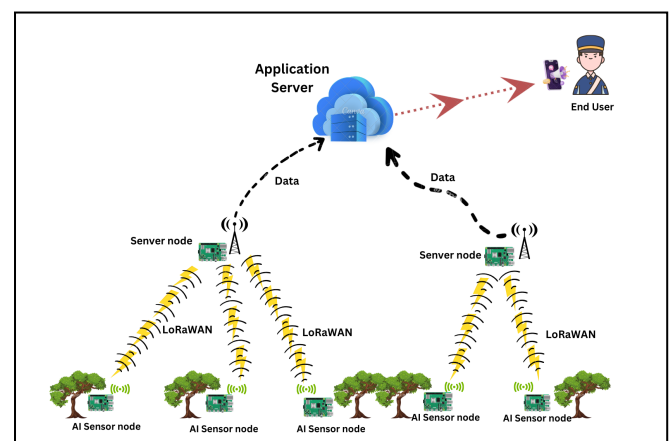 Application
Server
End User
Data
Data
Senver node
Senver node
LoRaWAN
LoRaWAN
LoRaWAN
AI Sensor node
AI Sensor node
AI Sensor node
AI Sensor node
AI Sensor node